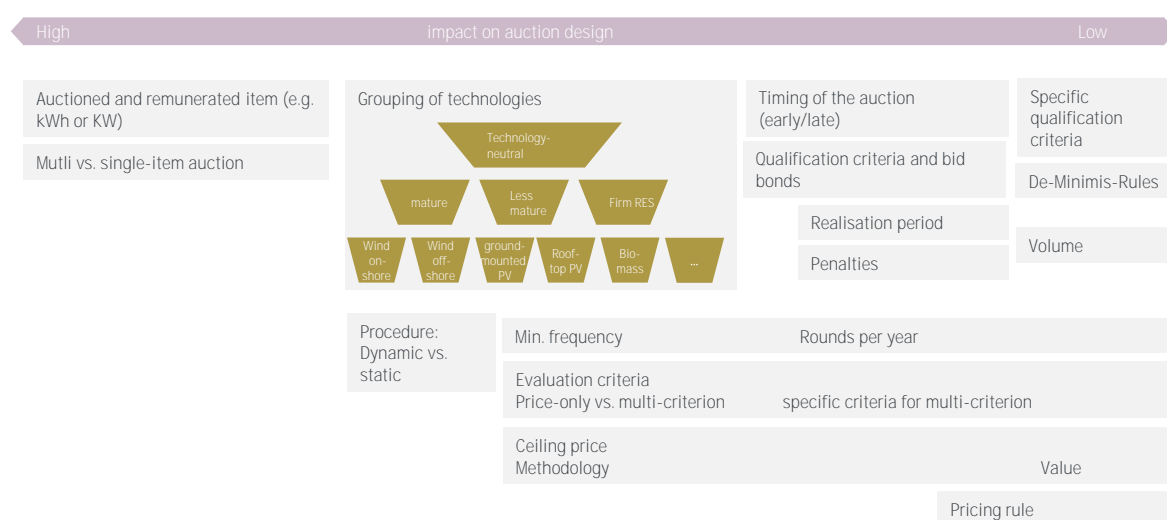 High impact on auction design Low
Auctioned and remunerated item (e.g.
kWh or KW)
Mutli vs. single-item auction
Grouping of technologies
Technology-
neutral
mature
Less
mature
Firm RES
Wind
on-
shore
Wind
off-
shore
ground-
mounted
PV
Roof-
top PV
Bio-
mass
...
Timing of the auction
(early/late)
Qualification criteria and bid
bonds
Realisation period
Penalties
Specific
qualification
criteria
De-Minimis-Rules
Volume
Procedure:
Dynamic vs.
static
Min. frequency Rounds per year
Evaluation criteria
Price-only vs. multi-criterion specific criteria for multi-criterion
Ceiling price
Methodology Value
Pricing rule